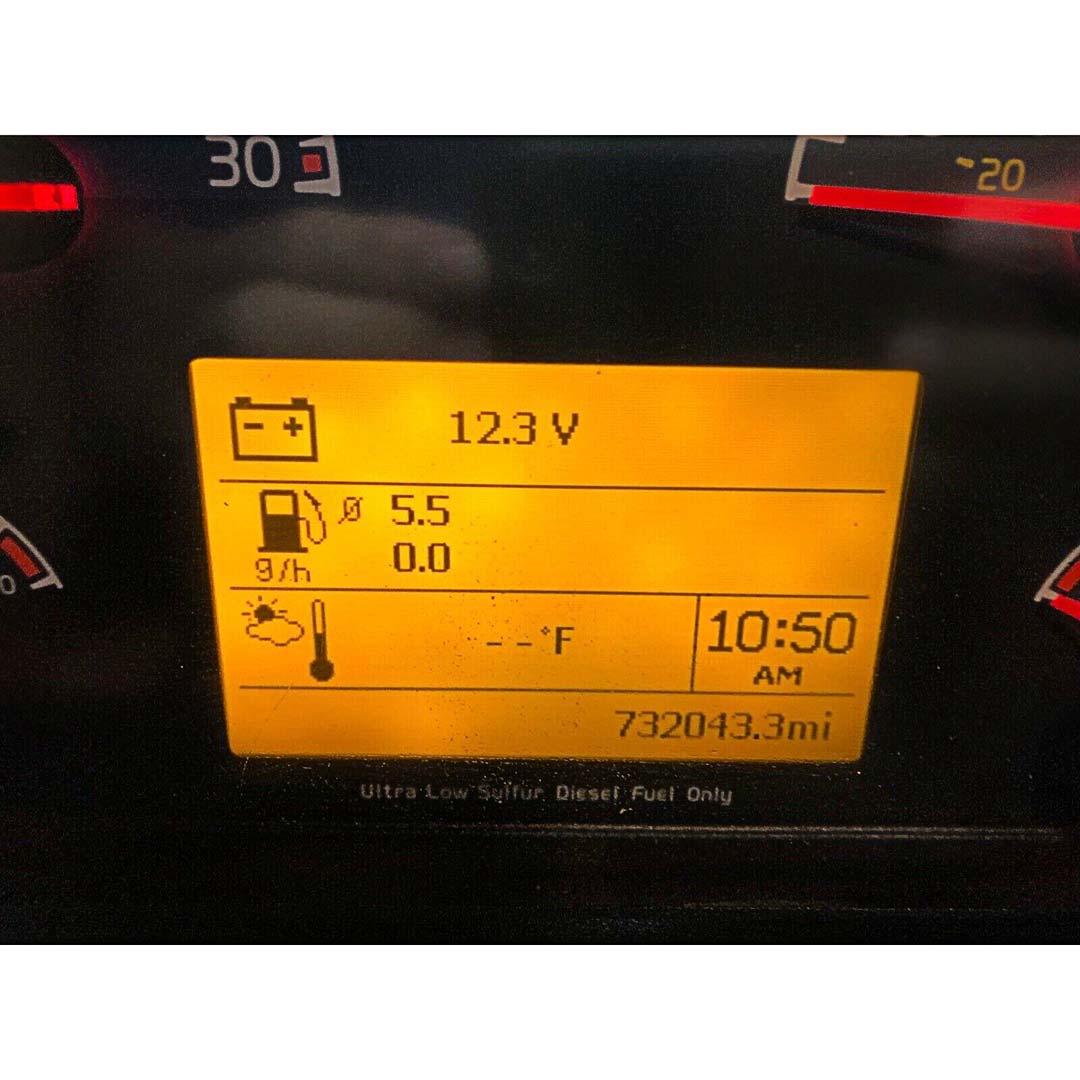 30
-20
- + 12.3 V
ø 5.5
g/h 0.0
--°F
10:50
AM
732043.3mi
Ultra Low Sulfur Diesel Fuel Only